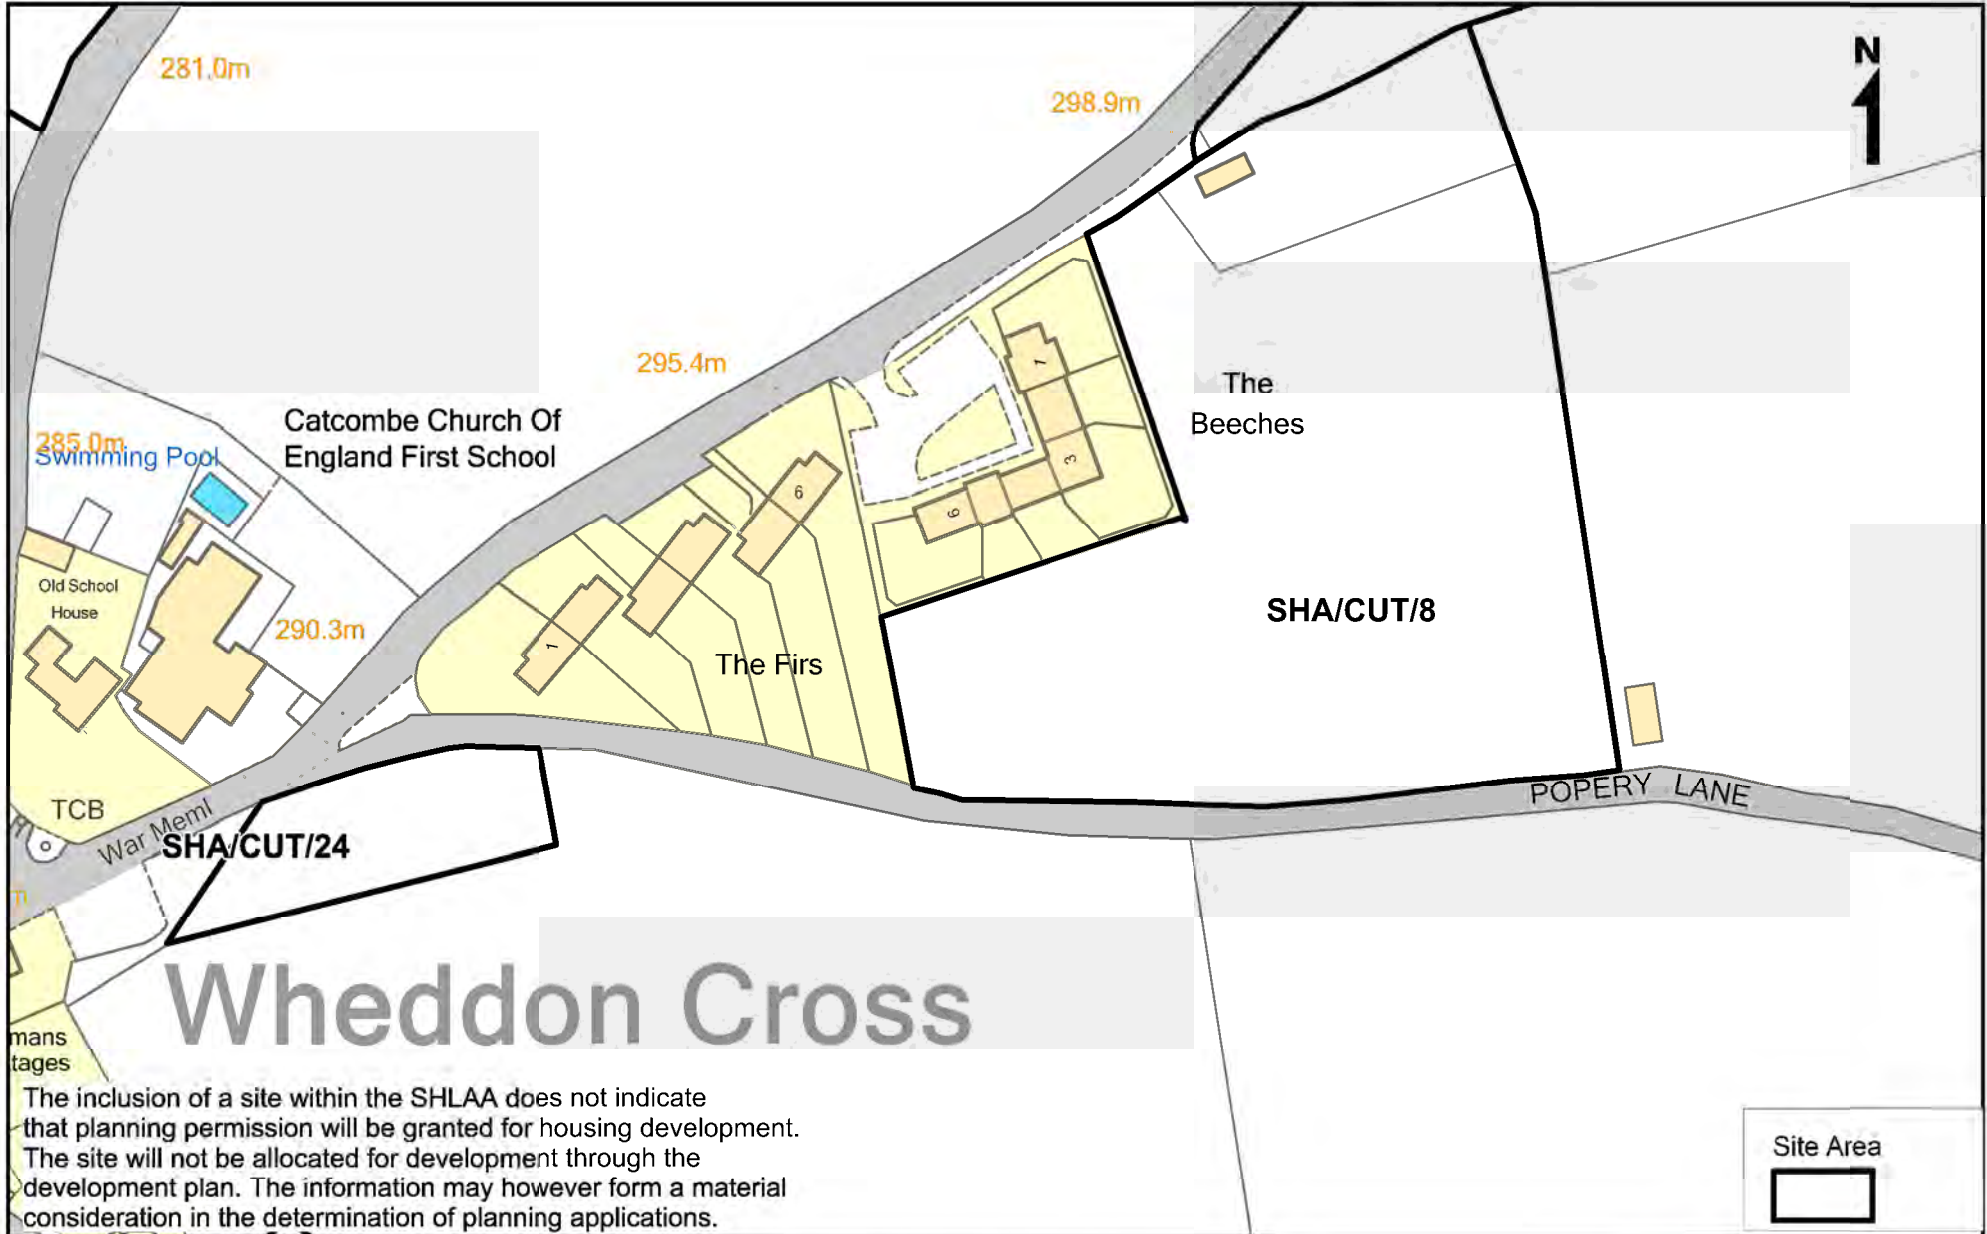 281.0m
298.9m
N
295.4m
The
Beeches
Catcombe Church Of
England First School
285.0m
Swimming Pool
1
6
3
6
Old School
House
290.3m
1
The Firs
SHA/CUT/8
POPERY LANE
TCB
War Meml
SHA/CUT/24
m
Wheddon Cross
mans
tages
The inclusion of a site within the SHLAA does not indicate
that planning permission will be granted for housing development.
The site will not be allocated for development through the
development plan. The information may however form a material
consideration in the determination of planning applications.
Site Area